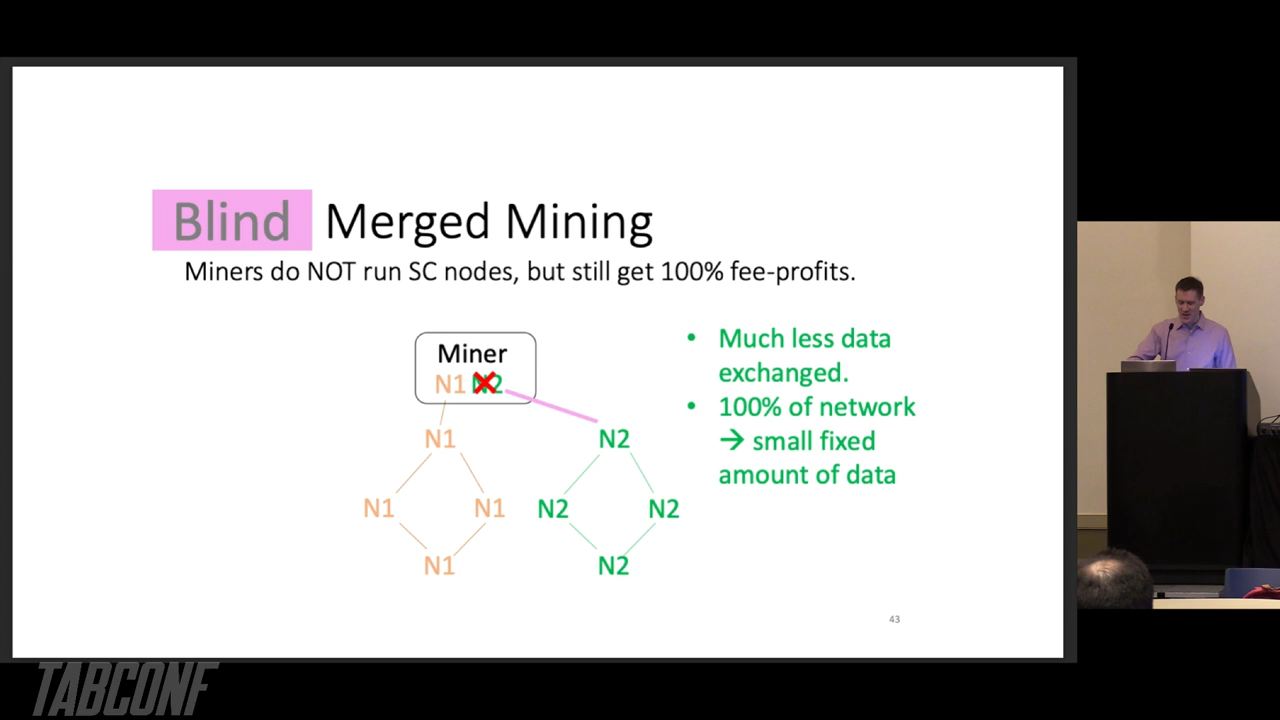 Blind Merged Mining
Miners do NOT run SC nodes, but still get 100% fee-profits.
Miner
N1 N2
N1
N1 N1
N1
N2
N2 N2
N2
• Much less data
exchanged.
• 100% of network
→ small fixed
amount of data
43
TABCONF